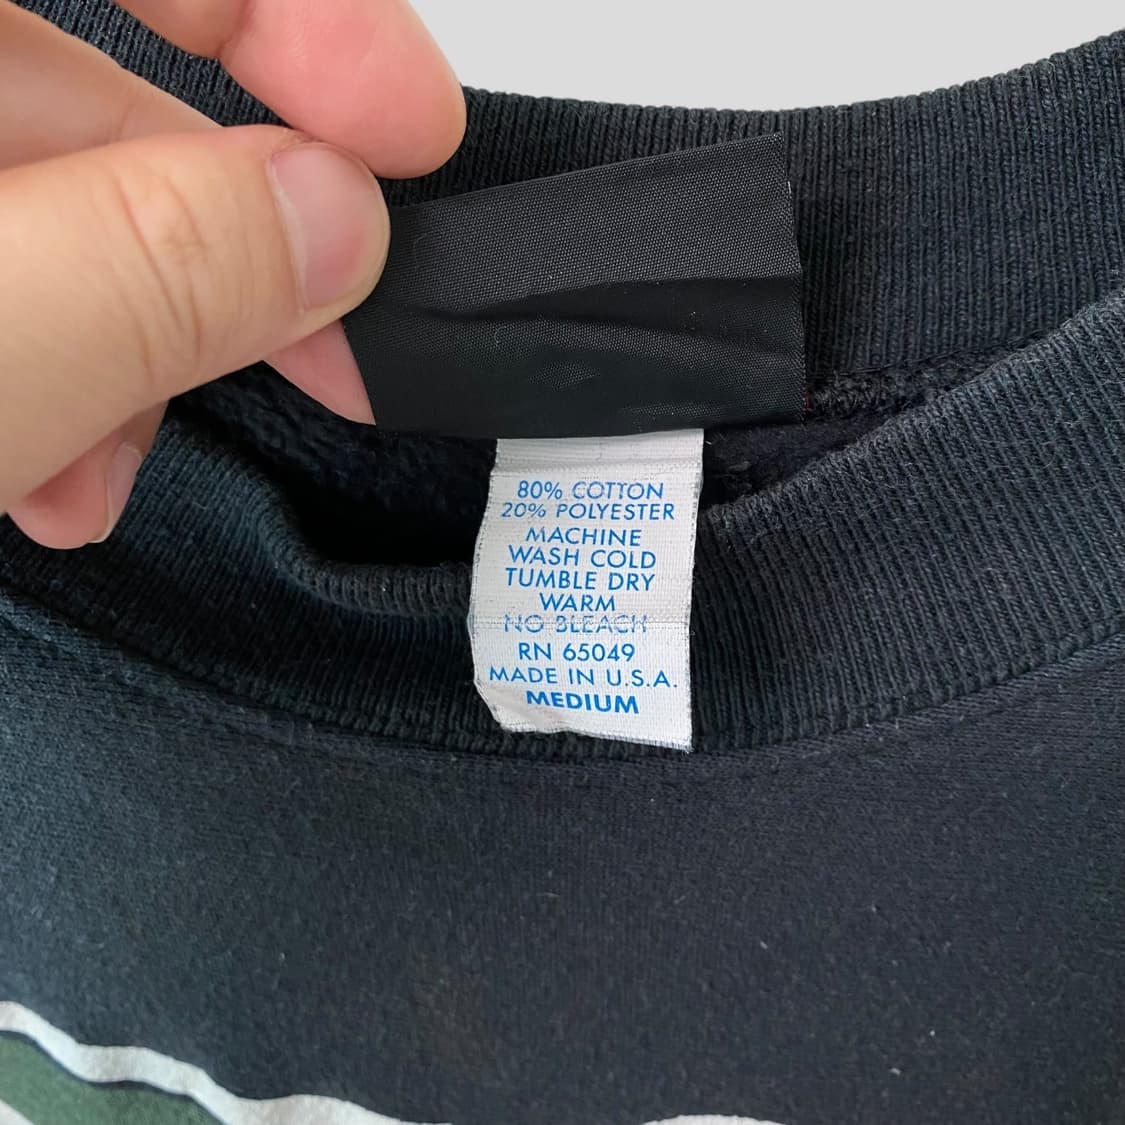 80% COTTON
20% POLYESTER
MACHINE
WASH COLD
TUMBLE DRY
WARM
NO BLEACH
RN 65049
MADE IN U.S.A.
MEDIUM